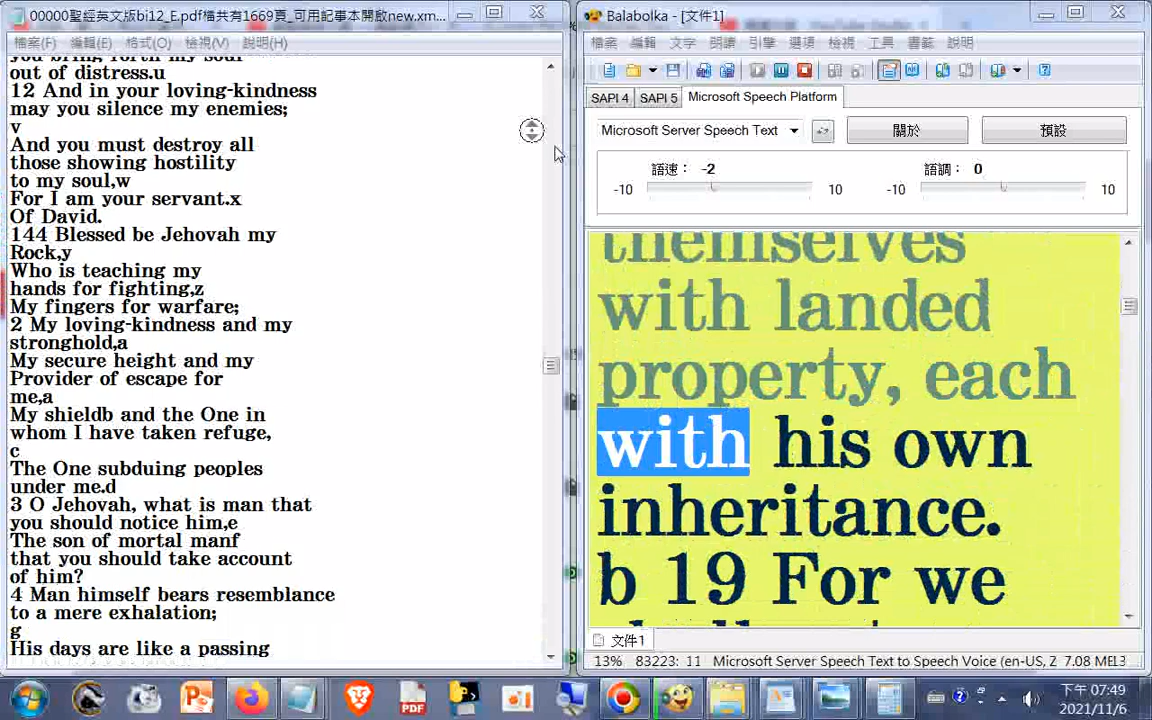 00000聖經英文版bi12_E.pdf檔共有1669頁_可用記事本開啟new.xm...
檔案(F) 編輯(E) 格式(O) 檢視(V) 說明(H)
you bring forth my soul
out of distress.u
12 And in your loving-kindness
may you silence my enemies;
v
And you must destroy all
those showing hostility
to my soul,w
For I am your servant.x
Of David.
144 Blessed be Jehovah my
Rock,y
Who is teaching my
hands for fighting,z
My fingers for warfare;
2 My loving-kindness and my
stronghold,a
My secure height and my
Provider of escape for
me,a
My shieldb and the One in
whom I have taken refuge,
c
The One subduing peoples
under me.d
3 O Jehovah, what is man that
you should notice him,e
The son of mortal manf
that you should take account
of him?
4 Man himself bears resemblance
to a mere exhalation;
g
His days are like a passing
Balabolka - [文件1]
檔案 編輯 文字 朗讀 引擎 選項 檢視 工具 書籤 說明
SAPI 4 SAPI 5 Microsoft Speech Platform
Microsoft Server Speech Text 關於 預設
語速: -2 語調: 0
-10 10 -10 10
themselves
with landed
property, each
with his own
inheritance.
b 19 For we
文件1
13% 83223: 11 Microsoft Server Speech Text to Speech Voice (en-US, Z 7.08 ME13
下午 07:49
2021/11/6